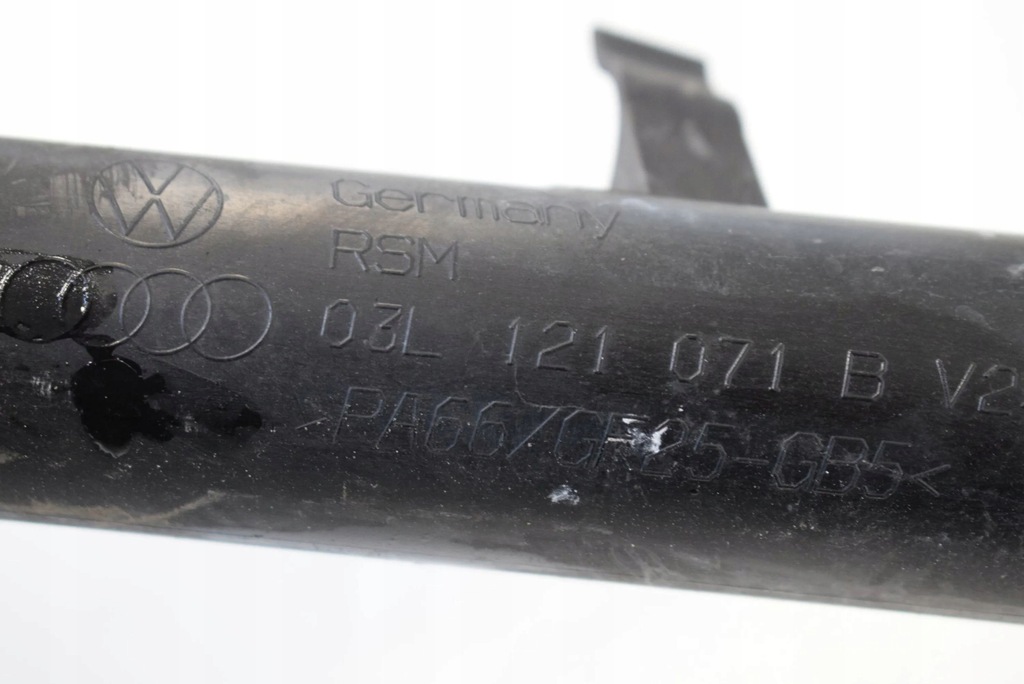 Germany
RSM
03L 121 071 B V2
>PA66/GF25-GB5<